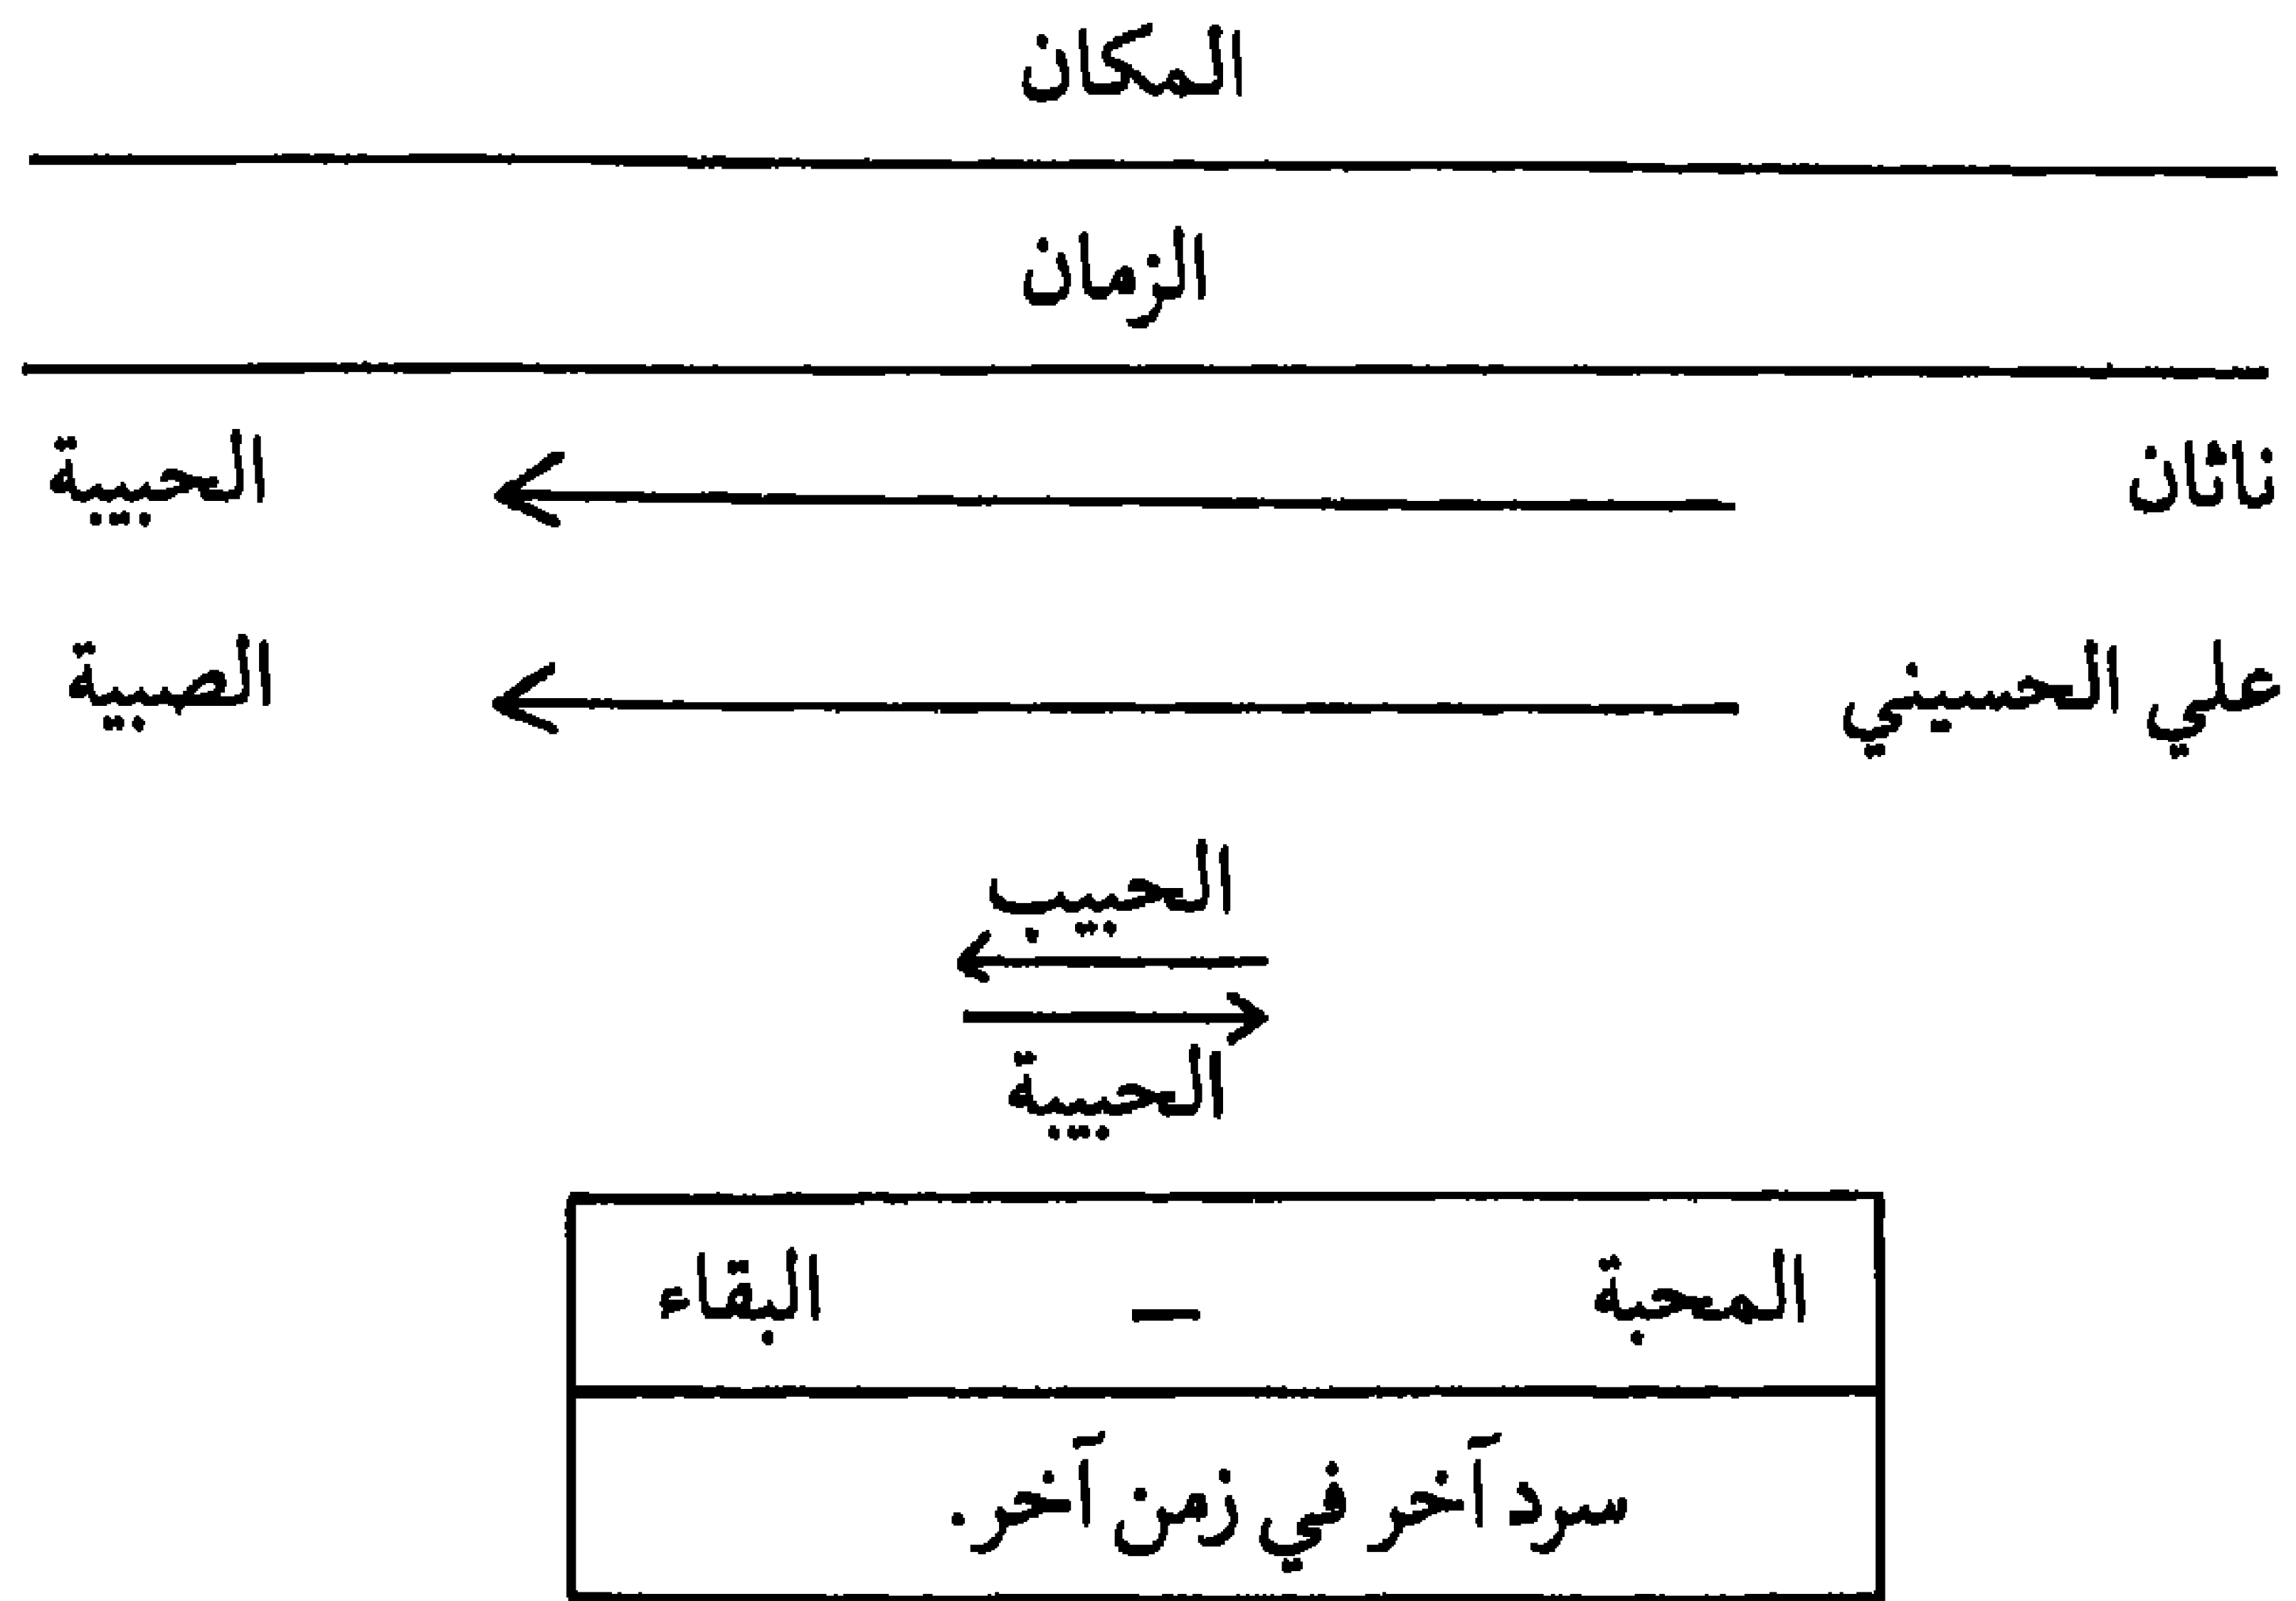 المكان
الزمان
ناثان الحبيبة
علي الحسيني الصبية
الحبيب
الحبيبة
المحبة – البقاء
سرد آخر في زمن آخر.